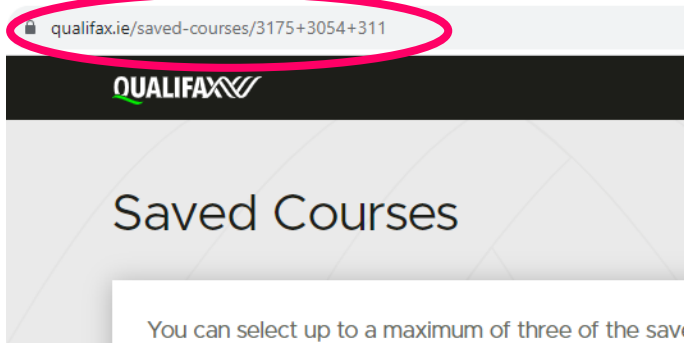 qualifax.ie/saved-courses/3175+3054+311
QUALIFAX
Saved Courses
You can select up to a maximum of three of the save